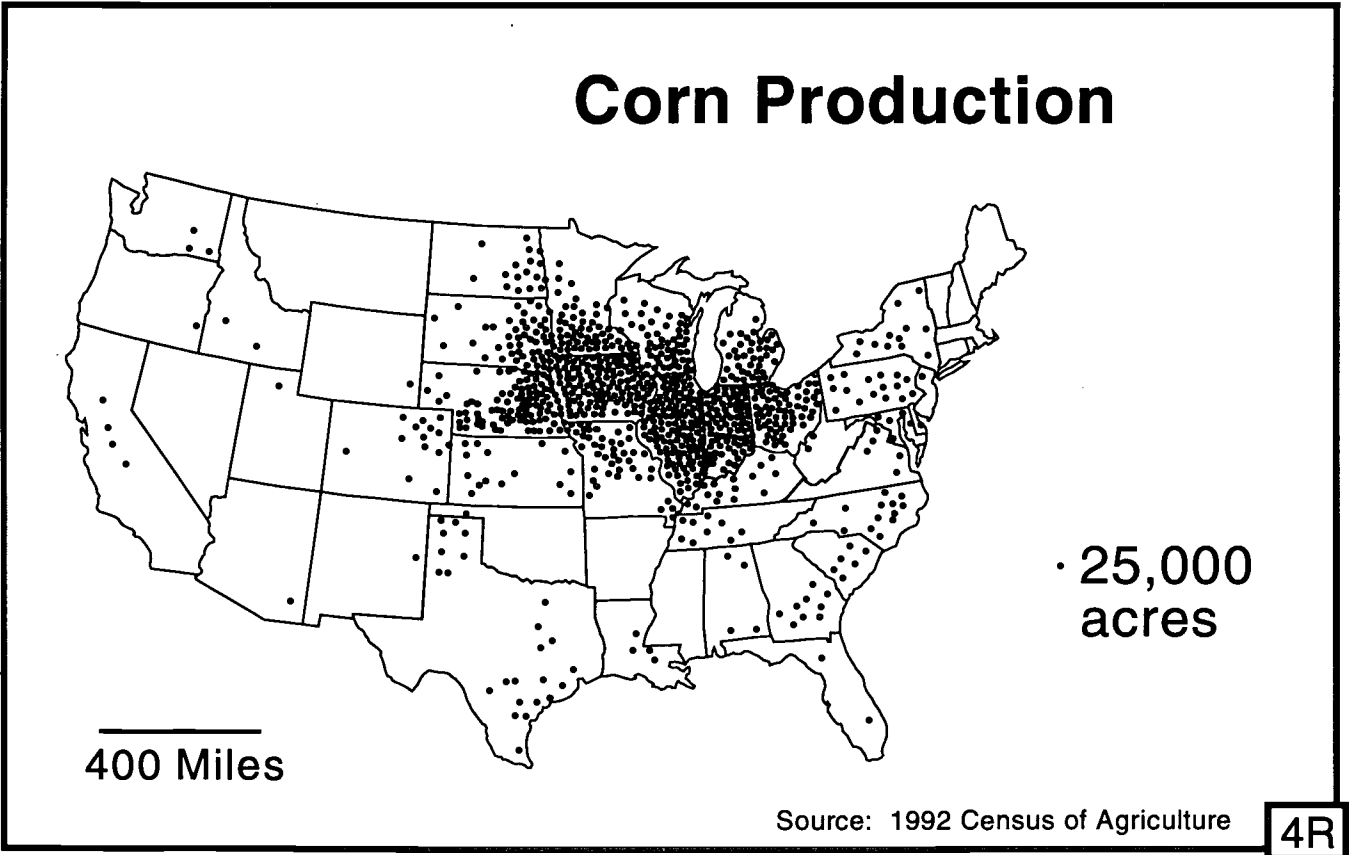 Corn Production
25,000
acres
400 Miles
Source: 1992 Census of Agriculture
4R